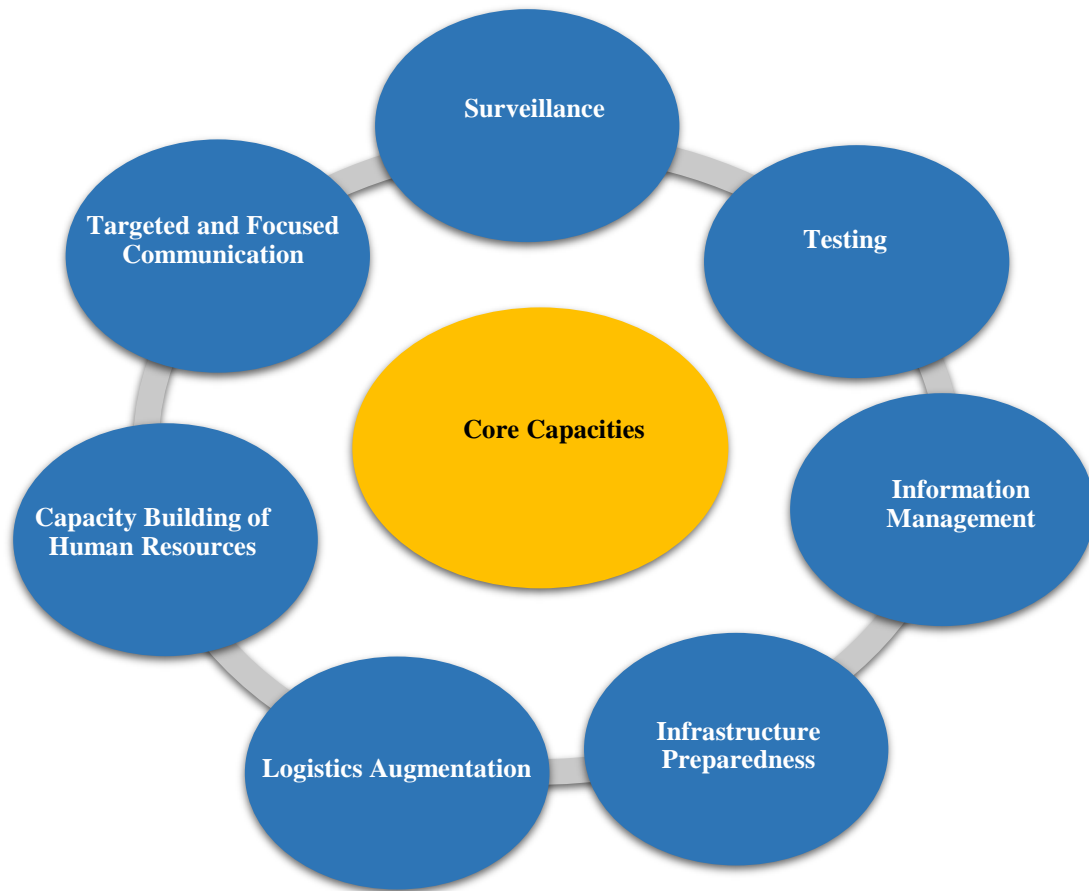 Surveillance
Testing
Information
Management
Infrastructure
Preparedness
Logistics Augmentation
Capacity Building of
Human Resources
Targeted and Focused
Communication
Core Capacities